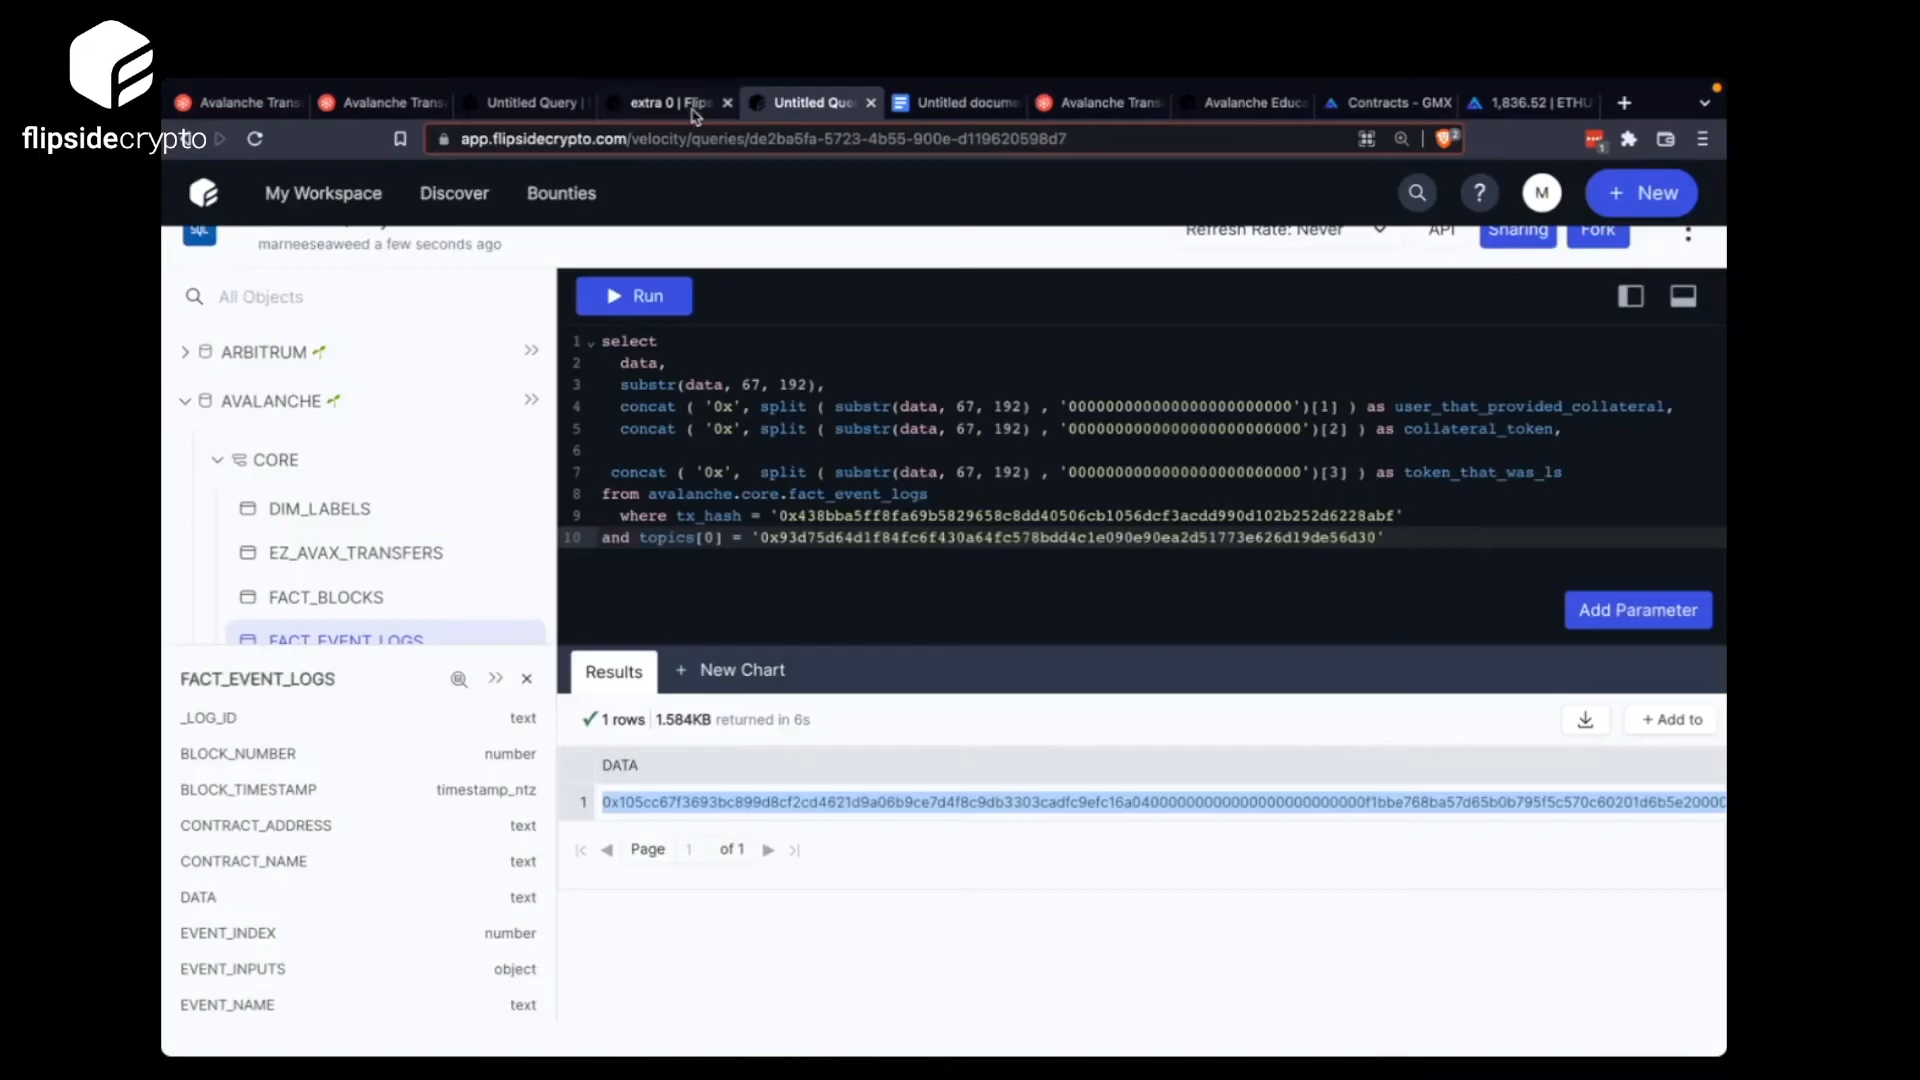 flipsidecrypto
Avalanche Trans
Avalanche Trans
Untitled Query |
extra 0 | Flips
Untitled Que
Untitled docume
Avalanche Trans
Avalanche Educa
Contracts - GMX
1,836.52 | ETHU
app.flipsidecrypto.com/velocity/queries/de2ba5fa-5723-4b55-900e-d119620598d7
My Workspace
Discover
Bounties
M
+ New
SQL
marneeseaweed a few seconds ago
Refresh Rate: Never
API
Sharing
Fork
All Objects
Run
ARBITRUM
AVALANCHE
CORE
DIM_LABELS
EZ_AVAX_TRANSFERS
FACT_BLOCKS
FACT_EVENT_LOGS
1 select
2 data,
3 substr(data, 67, 192),
4 concat ( '0x', split ( substr(data, 67, 192) , '000000000000000000000000')[1] ) as user_that_provided_collateral,
5 concat ( '0x', split ( substr(data, 67, 192) , '0000000000000000000000000')[2] ) as collateral_token,
6
7 concat ( '0x', split ( substr(data, 67, 192) , '0000000000000000000000000')[3] ) as token_that_was_ls
8 from avalanche.core.fact_event_logs
9 where tx_hash = '0x438bba5ff8fa69b5829658c8dd40506cb1056dcf3acdd990d102b252d6228abf'
10 and topics[0] = '0x93d75d64d1f84fc6f430a64fc578bdd4c1e090e90ea2d51773e626d19de56d30'
Add Parameter
FACT_EVENT_LOGS
_LOG_ID text
BLOCK_NUMBER number
BLOCK_TIMESTAMP timestamp_ntz
CONTRACT_ADDRESS text
CONTRACT_NAME text
DATA text
EVENT_INDEX number
EVENT_INPUTS object
EVENT_NAME text
Results
+ New Chart
1 rows 1.584KB returned in 6s
+ Add to
DATA
1 0x105cc67f3693bc899d8cf2cd4621d9a06b9ce7d4f8c9db3303cadfc9efc16a040000000000000000000000000f1bbe768ba57d65b0b795f5c570c60201d6b5e20000
Page 1 of 1